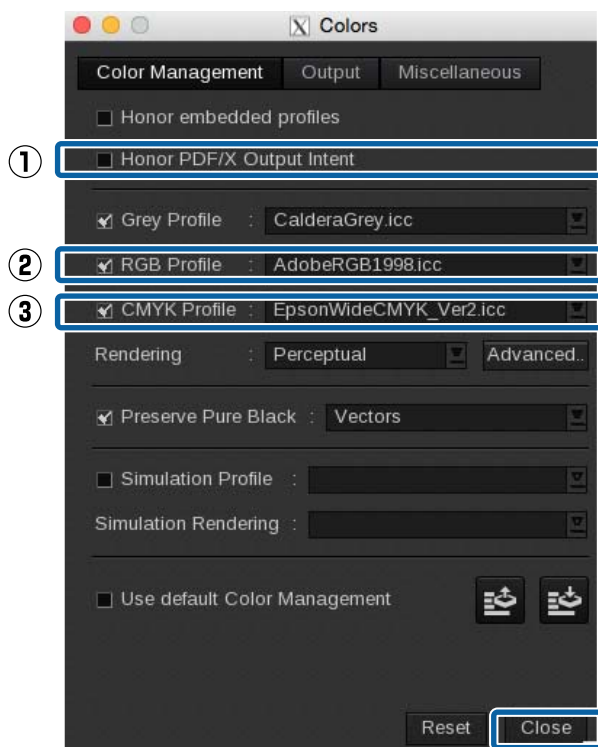 X Colors
Color Management Output Miscellaneous
Honor embedded profiles
① Honor PDF/X Output Intent
Grey Profile : CalderaGrey.icc
② RGB Profile : AdobeRGB1998.icc
③ CMYK Profile : EpsonWideCMYK_Ver2.icc
Rendering : Perceptual Advanced..
Preserve Pure Black : Vectors
Simulation Profile :
Simulation Rendering :
Use default Color Management
Reset Close